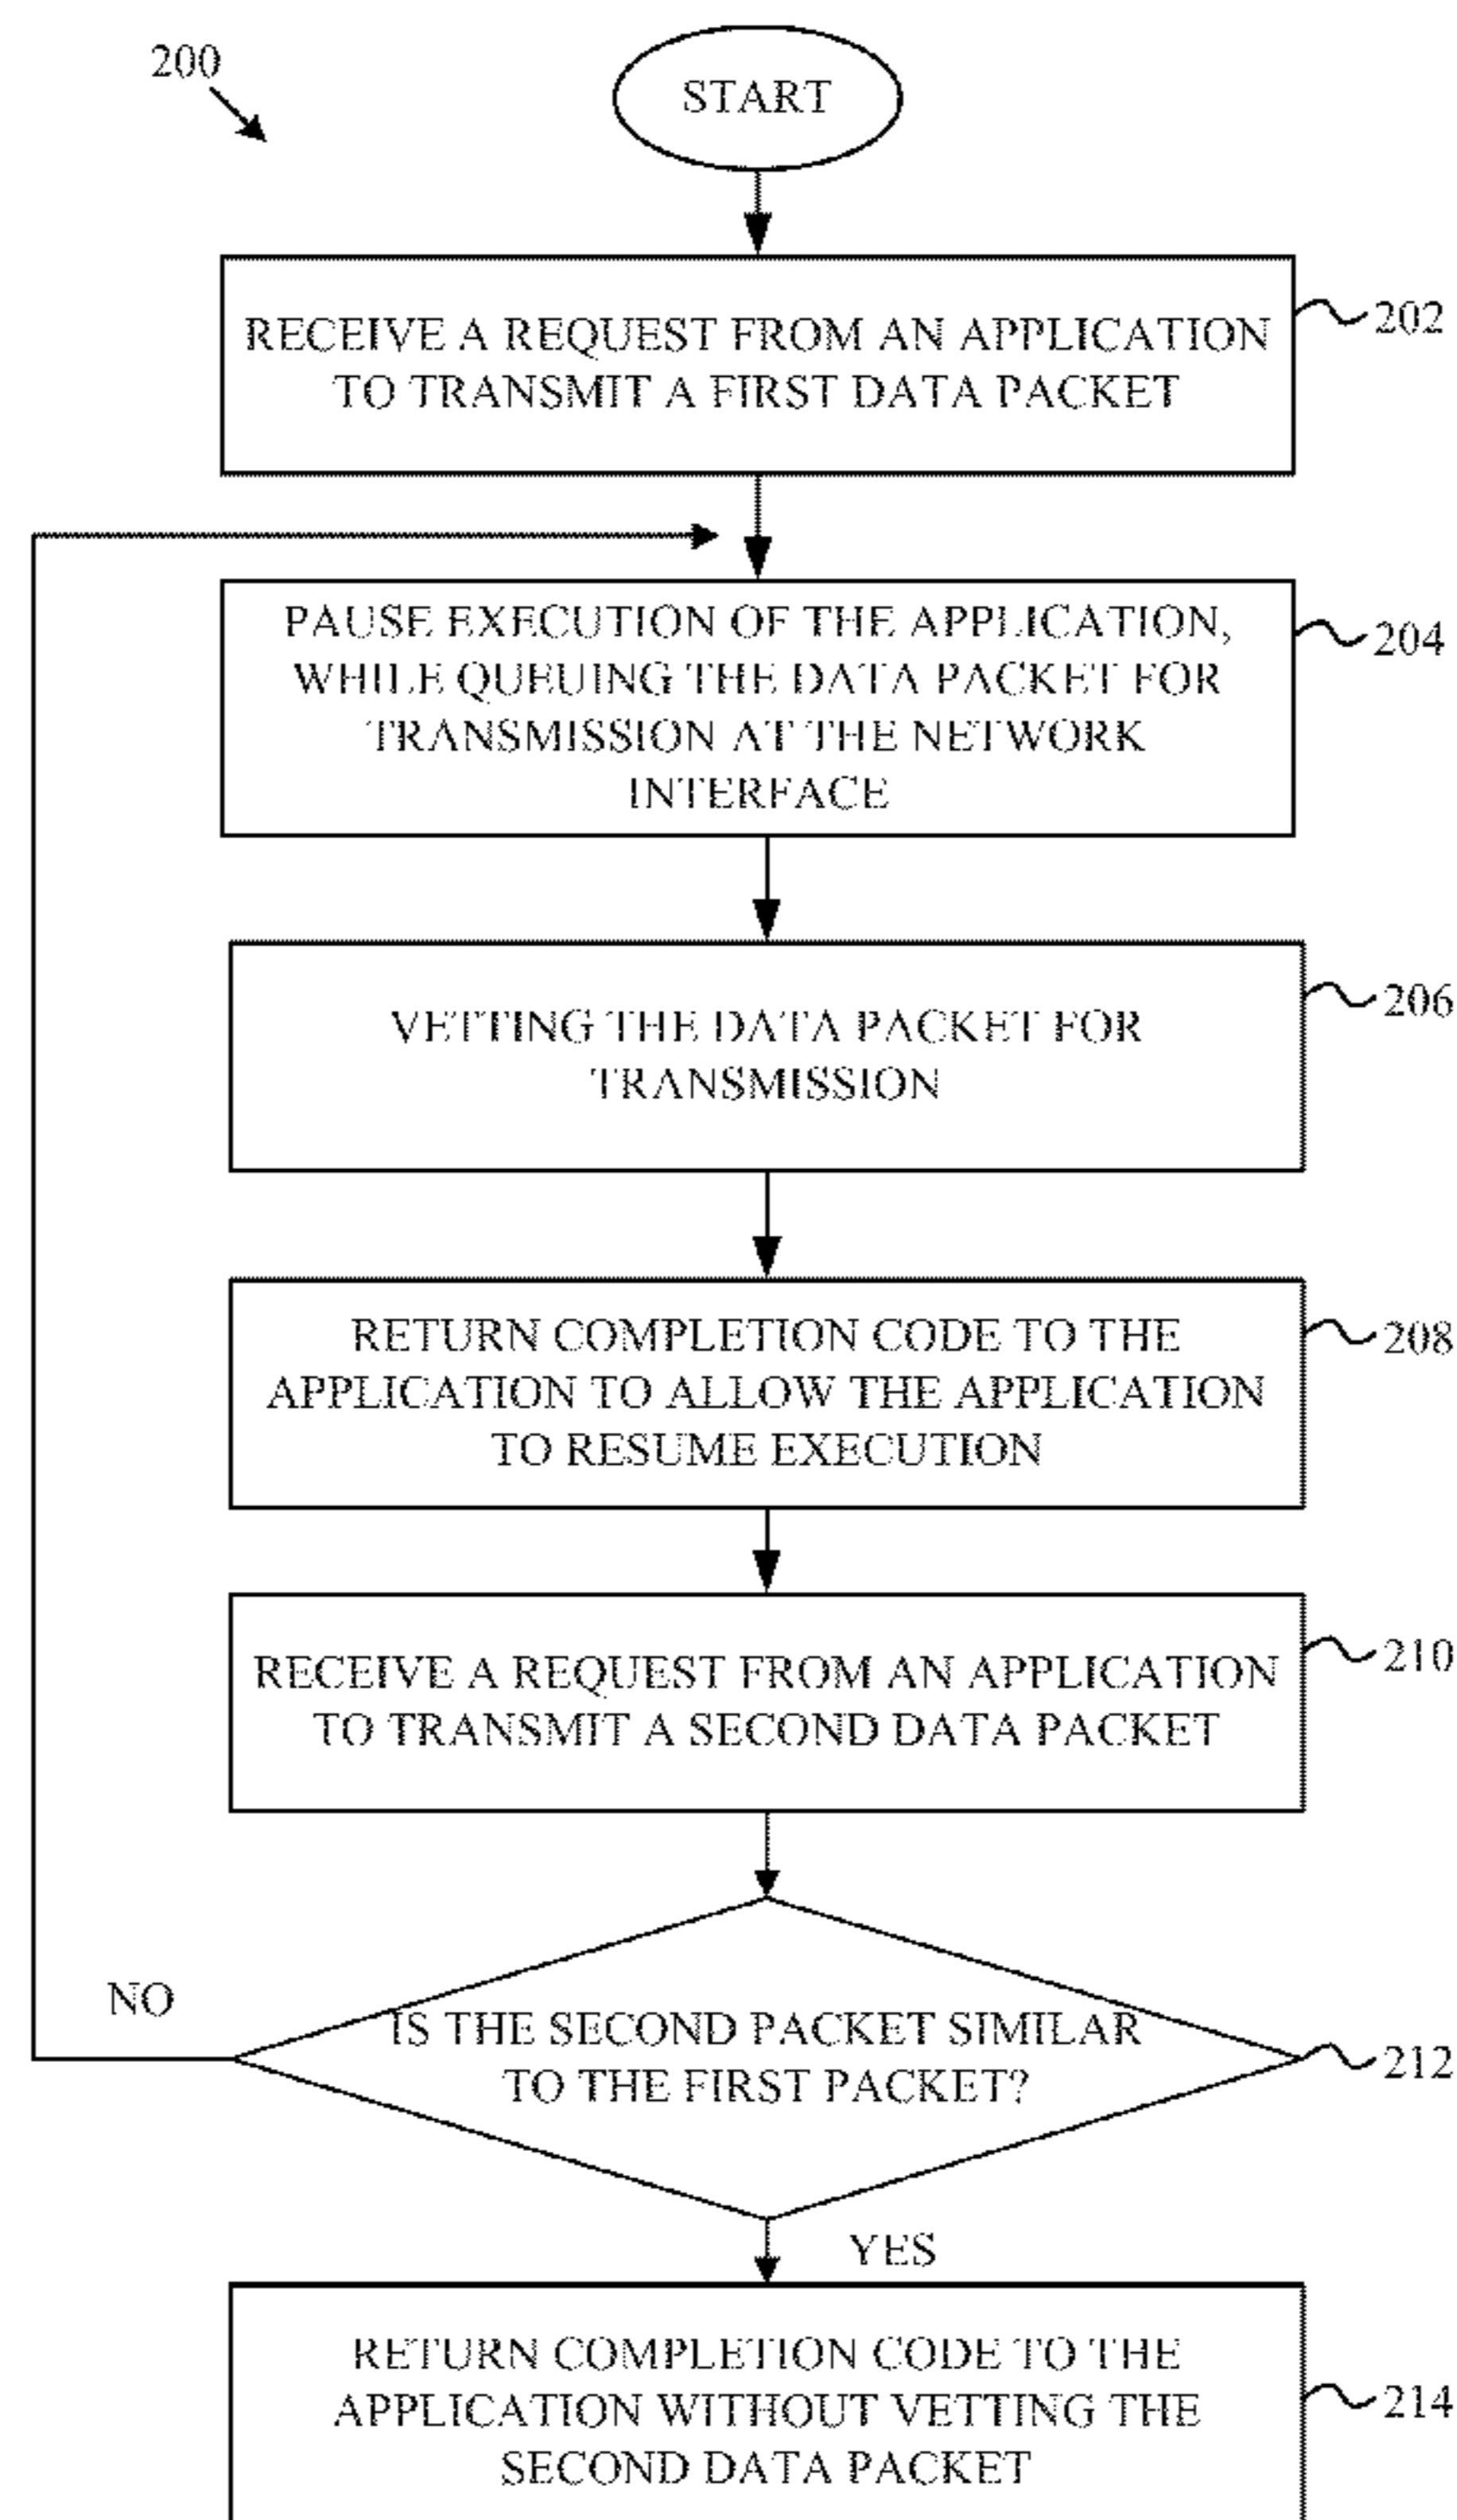 200
START
RECEIVE A REQUEST FROM AN APPLICATION
TO TRANSMIT A FIRST DATA PACKET
202
PAUSE EXECUTION OF THE APPLICATION,
WHILE QUEUING THE DATA PACKET FOR
TRANSMISSION AT THE NETWORK
INTERFACE
204
VETTING THE DATA PACKET FOR
TRANSMISSION
206
RETURN COMPLETION CODE TO THE
APPLICATION TO ALLOW THE APPLICATION
TO RESUME EXECUTION
208
RECEIVE A REQUEST FROM AN APPLICATION
TO TRANSMIT A SECOND DATA PACKET
210
NO
IS THE SECOND PACKET SIMILAR
TO THE FIRST PACKET?
212
YES
RETURN COMPLETION CODE TO THE
APPLICATION WITHOUT VETTING THE
SECOND DATA PACKET
214